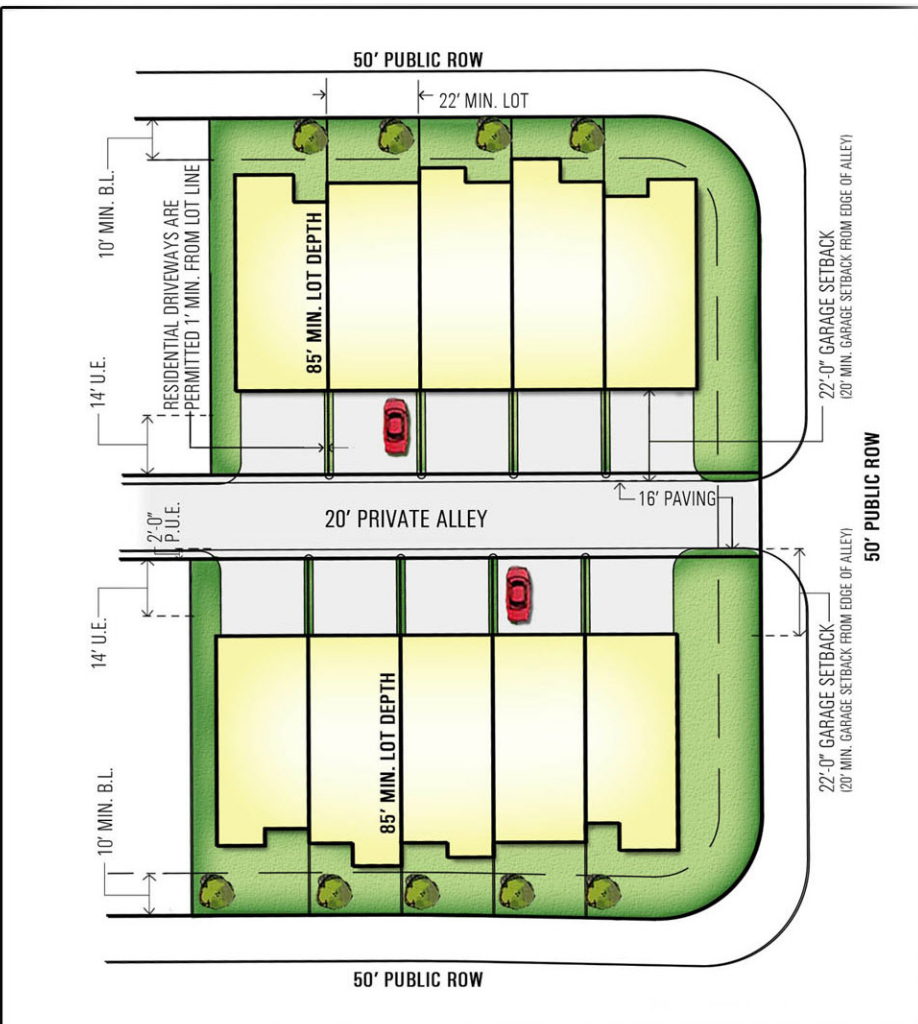 50' PUBLIC ROW
22' MIN. LOT
10' MIN. B.L.
RESIDENTIAL DRIVEWAYS ARE
PERMITTED 1' MIN. FROM LOT LINE
85' MIN. LOT DEPTH
14' U.E.
22'-0" GARAGE SETBACK
(20' MIN. GARAGE SETBACK FROM EDGE OF ALLEY)
16' PAVING
20' PRIVATE ALLEY
2'-0"
P.U.E.
50' PUBLIC ROW
14' U.E.
22'-0" GARAGE SETBACK
(20' MIN. GARAGE SETBACK FROM EDGE OF ALLEY)
85' MIN. LOT DEPTH
10' MIN. B.L.
50' PUBLIC ROW